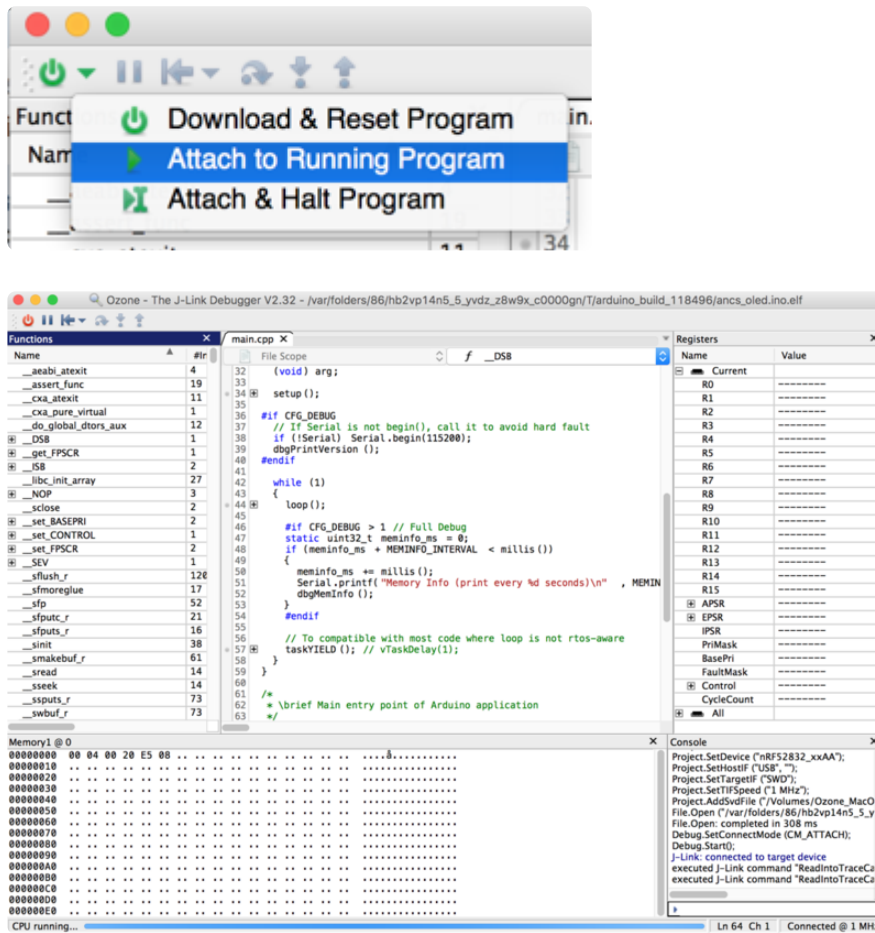 Funct
Download & Reset Program
in.
Nam
Attach to Running Program
Attach & Halt Program
11
34
Ozone - The J-Link Debugger V2.32 - /var/folders/86/hb2vp14n5_5_yvdz_z8w9x_c0000gn/T/arduino_build_118496/ancs_oled.ino.elf
Functions
Name #Ir
__aeabi_atexit 4
__assert_func 19
__cxa_atexit 11
__cxa_pure_virtual 1
__do_global_dtors_aux 12
__DSB 1
__get_FPSCR 1
__ISB 2
__libc_init_array 27
__NOP 3
__sclose 2
__set_BASEPRI 2
__set_CONTROL 1
__set_FPSCR 2
__SEV 1
__sflush_r 120
__sfmoreglue 17
__sfp 52
__sfputc_r 21
__sfputs_r 16
__sinit 38
__smakebuf_r 61
__sread 14
__sseek 14
__ssputs_r 73
__swbuf_r 73
main.cpp
File Scope f __DSB
32 (void) arg;
33
34 setup();
35
36 #if CFG_DEBUG
37 // If Serial is not begin(), call it to avoid hard fault
38 if (!Serial) Serial.begin(115200);
39 dbgPrintVersion ();
40 #endif
41
42 while (1)
43 {
44 loop();
45
46 #if CFG_DEBUG > 1 // Full Debug
47 static uint32_t meminfo_ms = 0;
48 if (meminfo_ms + MEMINFO_INTERVAL < millis())
49 {
50 meminfo_ms += millis();
51 Serial.printf("Memory Info (print every %d seconds)\n" , MEMIN
52 dbgMemInfo ();
53 }
54 #endif
55
56 // To compatible with most code where loop is not rtos-aware
57 taskYIELD (); // vTaskDelay(1);
58 }
59 }
60
61 /*
62 * \brief Main entry point of Arduino application
63 */
Registers
Name Value
Current
R0 --------
R1 --------
R2 --------
R3 --------
R4 --------
R5 --------
R6 --------
R7 --------
R8 --------
R9 --------
R10 --------
R11 --------
R12 --------
R13 --------
R14 --------
R15 --------
APSR --------
EPSR --------
IPSR --------
PriMask --------
BasePri --------
FaultMask --------
Control --------
CycleCount --------
All
Memory1 @ 0
00000000 00 04 00 20 E5 08 .. .. .. .. .. .. .. .. .. .. ....å...........
00000010 .. .. .. .. .. .. .. .. .. .. .. .. .. .. .. .. ................
00000020 .. .. .. .. .. .. .. .. .. .. .. .. .. .. .. .. ................
00000030 .. .. .. .. .. .. .. .. .. .. .. .. .. .. .. .. ................
00000040 .. .. .. .. .. .. .. .. .. .. .. .. .. .. .. .. ................
00000050 .. .. .. .. .. .. .. .. .. .. .. .. .. .. .. .. ................
00000060 .. .. .. .. .. .. .. .. .. .. .. .. .. .. .. .. ................
00000070 .. .. .. .. .. .. .. .. .. .. .. .. .. .. .. .. ................
00000080 .. .. .. .. .. .. .. .. .. .. .. .. .. .. .. .. ................
00000090 .. .. .. .. .. .. .. .. .. .. .. .. .. .. .. .. ................
000000A0 .. .. .. .. .. .. .. .. .. .. .. .. .. .. .. .. ................
000000B0 .. .. .. .. .. .. .. .. .. .. .. .. .. .. .. .. ................
000000C0 .. .. .. .. .. .. .. .. .. .. .. .. .. .. .. .. ................
000000D0 .. .. .. .. .. .. .. .. .. .. .. .. .. .. .. .. ................
000000E0 .. .. .. .. .. .. .. .. .. .. .. .. .. .. .. .. ................
Console
Project.SetDevice ("nRF52832_xxAA");
Project.SetHostIF ("USB", "");
Project.SetTargetIF ("SWD");
Project.SetTIFSpeed ("1 MHz");
Project.AddSvdFile ("/Volumes/Ozone_MacO
File.Open ("/var/folders/86/hb2vp14n5_5_y
File.Open: completed in 308 ms
Debug.SetConnectMode (CM_ATTACH);
Debug.Start();
J-Link: connected to target device
executed J-Link command "ReadIntoTraceCa
executed J-Link command "ReadIntoTraceCa
CPU running... Ln 64 Ch 1 Connected @ 1 MH